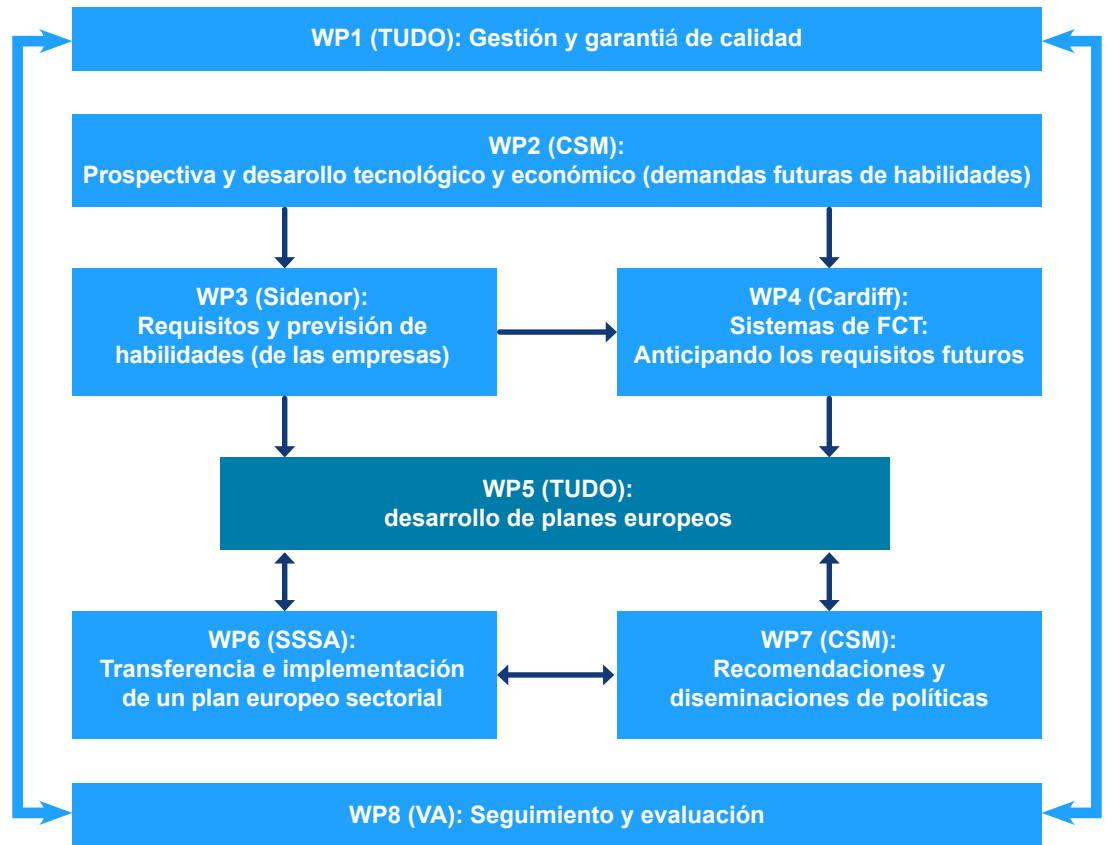 WP1 (TUDO): Gestión y garantiá de calidad
WP2 (CSM):
Prospectiva y desarollo tecnológico y económico (demandas futuras de habilidades)
WP3 (Sidenor):
Requisitos y previsión de
habilidades (de las empresas)
WP4 (Cardiff):
Sistemas de FCT:
Anticipando los requisitos futuros
WP5 (TUDO):
desarrollo de planes europeos
WP6 (SSSA):
Transferencia e implementación
de un plan europeo sectorial
WP7 (CSM):
Recomendaciones y
diseminaciones de políticas
WP8 (VA): Seguimiento y evaluación